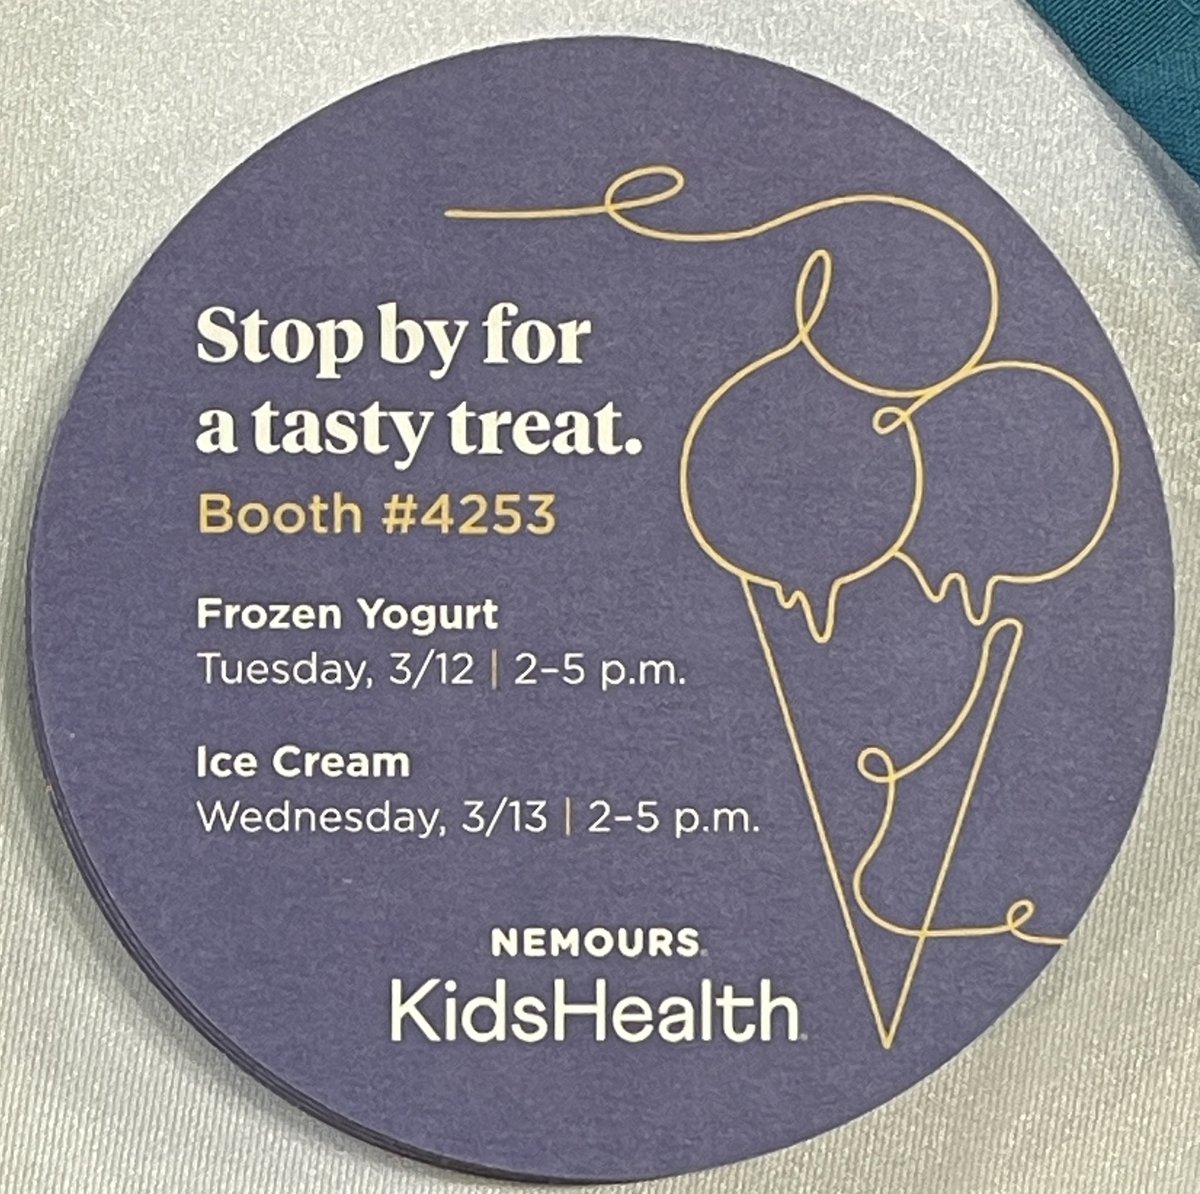 Stop by for
a tasty treat.
Booth #4253
Frozen Yogurt
Tuesday, 3/12 | 2–5 p.m.
Ice Cream
Wednesday, 3/13 | 2–5 p.m.
NEMOURS
KidsHealth